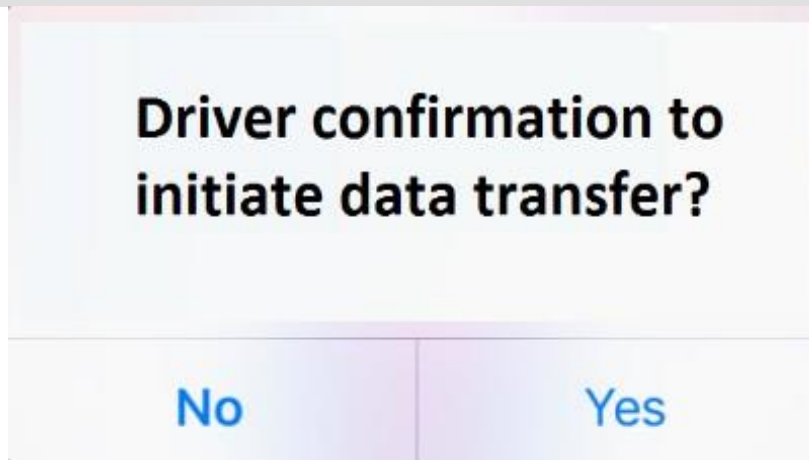 Driver confirmation to
initiate data transfer?
No
Yes